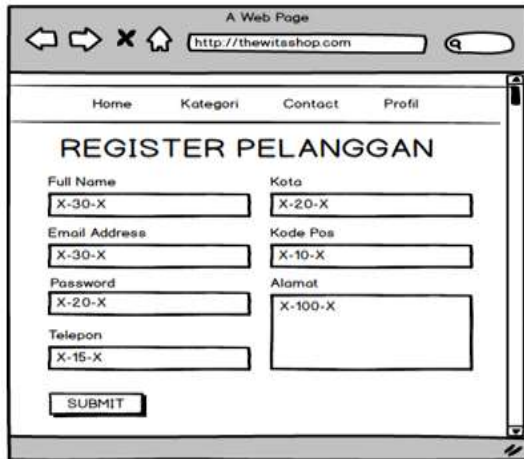 A Web Page
http://thewitsshop.com
Home Kategori Contact Profil
REGISTER PELANGGAN
Full Name
X-30-X
Email Address
X-30-X
Password
X-20-X
Telepon
X-15-X
SUBMIT
Kota
X-20-X
Kode Pos
X-10-X
Alamat
X-100-X